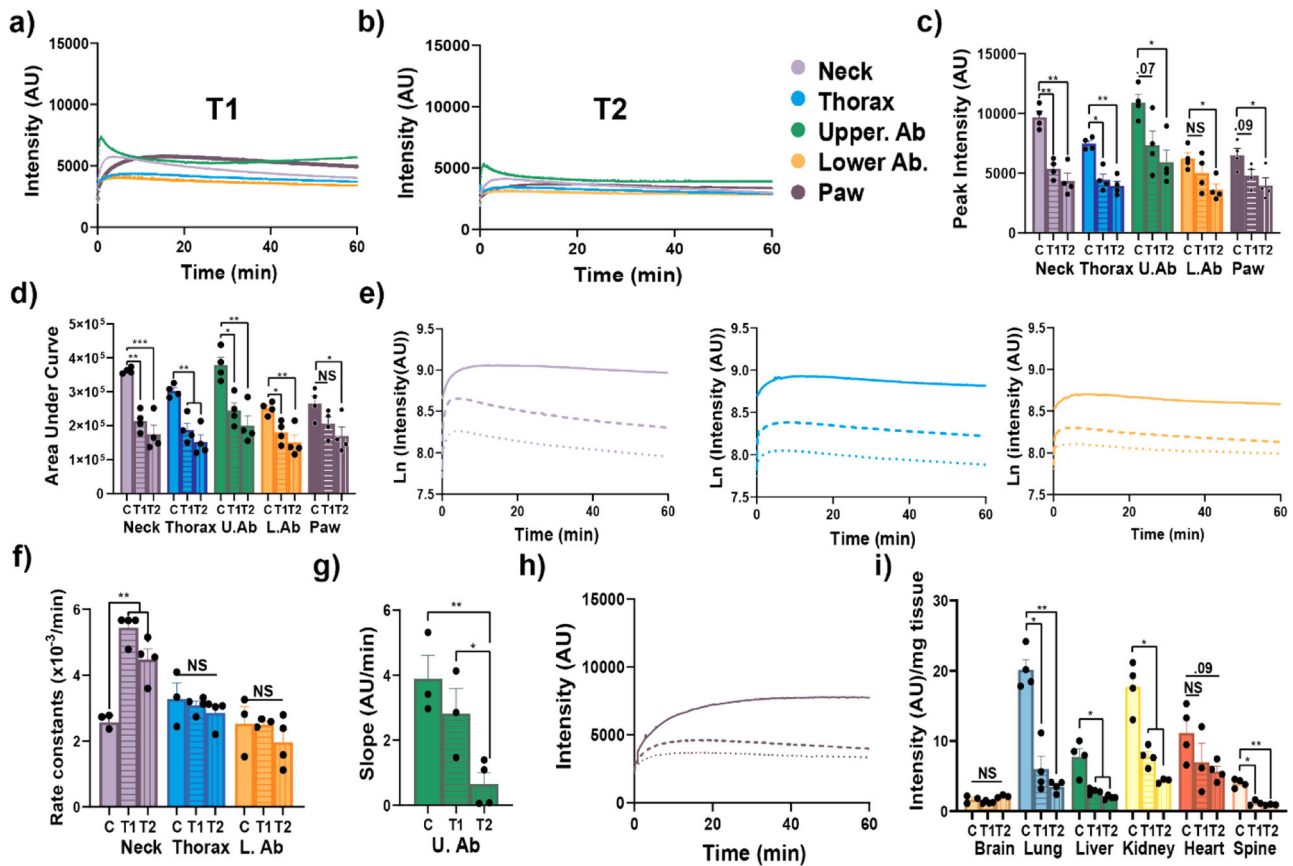 a)
15000
10000
5000
0
Intensity (AU)
T1
0 20 40 60
Time (min)
b)
15000
10000
5000
0
Intensity (AU)
T2
0 20 40 60
Time (min)
Neck
Thorax
Upper. Ab
Lower Ab.
Paw
c)
15000
10000
5000
0
Peak Intensity (AU)
** ** * ** .07 * NS * .09 *
C T1T2 C T1T2 C T1T2 C T1T2 C T1T2
Neck Thorax U.Ab L.Ab Paw
d)
5×10⁵
4×10⁵
3×10⁵
2×10⁵
1×10⁵
0
Area Under Curve
*** ** ** ** * ** * * NS
C T1T2 C T1T2 C T1T2 C T1T2 C T1T2
Neck Thorax U.Ab L.Ab Paw
e)
9.5
9.0
8.5
8.0
7.5
Ln (Intensity(AU))
0 20 40 60
Time (min)
9.5
9.0
8.5
8.0
7.5
Ln (intensity (AU))
0 20 40 60
Time (min)
9.5
9.0
8.5
8.0
7.5
Ln (intensity (AU))
0 20 40 60
Time (min)
f)
6
4
2
0
Rate constants (x10⁻³/min)
** NS NS
C T1 T2 C T1T2 C T1T2
Neck Thorax L. Ab
g)
6
4
2
0
Slope (AU/min)
**
*
C T1 T2
U. Ab
h)
15000
10000
5000
0
Intensity (AU)
0 20 40 60
Time (min)
i)
30
20
10
0
Intensity (AU)/mg tissue
NS ** * * * .09 NS ** *
C T1T2 C T1T2 C T1T2 C T1T2 C T1T2 C T1T2
Brain Lung Liver Kidney Heart Spine